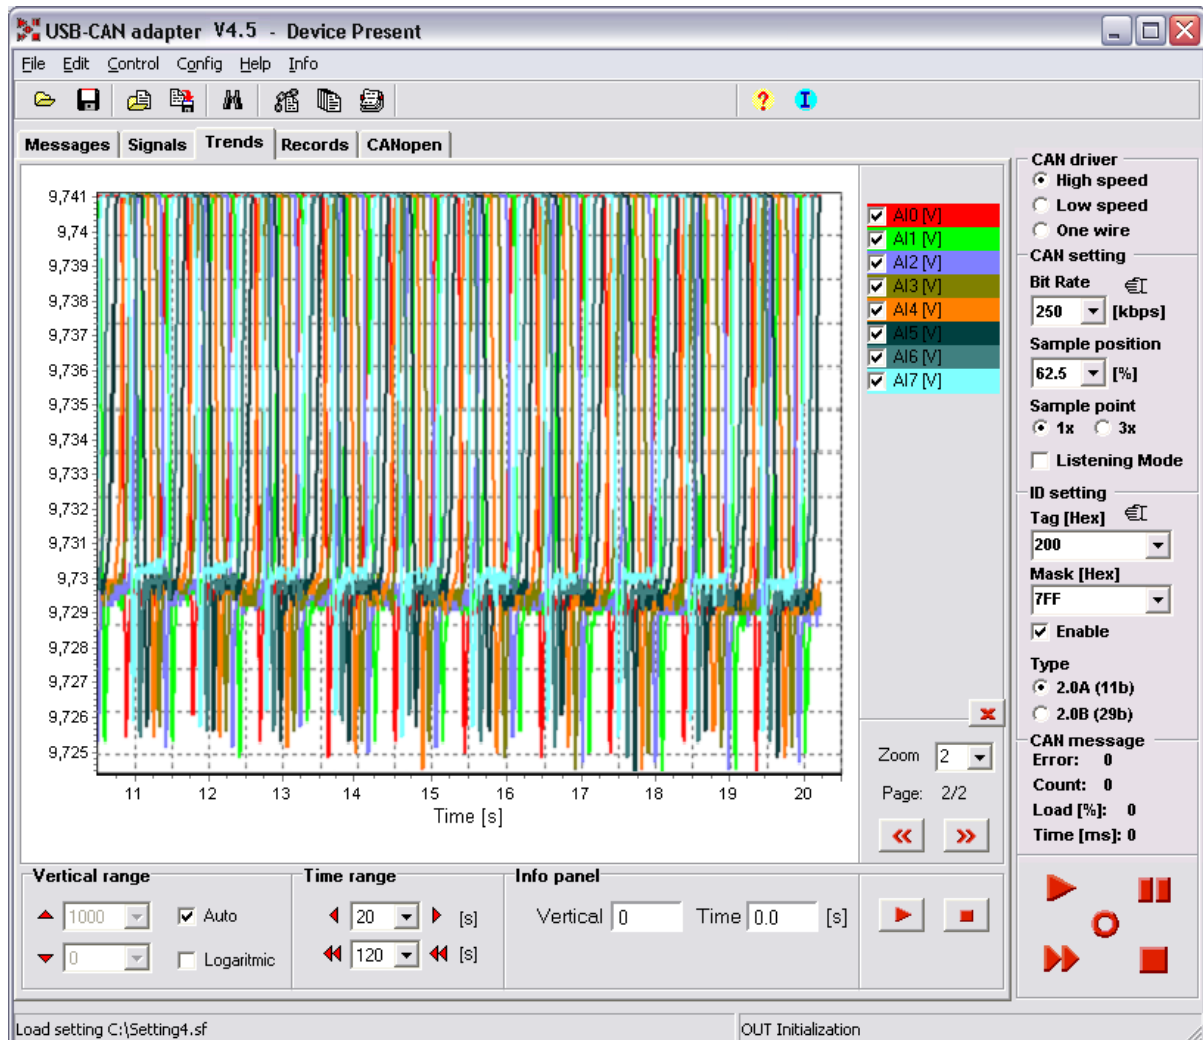 USB-CAN adapter V4.5 - Device Present
File Edit Control Config Help Info
Messages Signals Trends Records CANopen
9,741
9,74
9,739
9,738
9,737
9,736
9,735
9,734
9,733
9,732
9,731
9,73
9,729
9,728
9,727
9,726
9,725
11 12 13 14 15 16 17 18 19 20
Time [s]
AI0 [V]
AI1 [V]
AI2 [V]
AI3 [V]
AI4 [V]
AI5 [V]
AI6 [V]
AI7 [V]
Zoom 2
Page: 2/2
CAN driver
High speed
Low speed
One wire
CAN setting
Bit Rate
250 [kbps]
Sample position
62.5 [%]
Sample point
1x 3x
Listening Mode
ID setting
Tag [Hex]
200
Mask [Hex]
7FF
Enable
Type
2.0A (11b)
2.0B (29b)
CAN message
Error: 0
Count: 0
Load [%]: 0
Time [ms]: 0
Vertical range
1000 Auto
0 Logaritmic
Time range
20 [s]
120 [s]
Info panel
Vertical 0 Time 0.0 [s]
Load setting C:\Setting4.sf
OUT Initialization